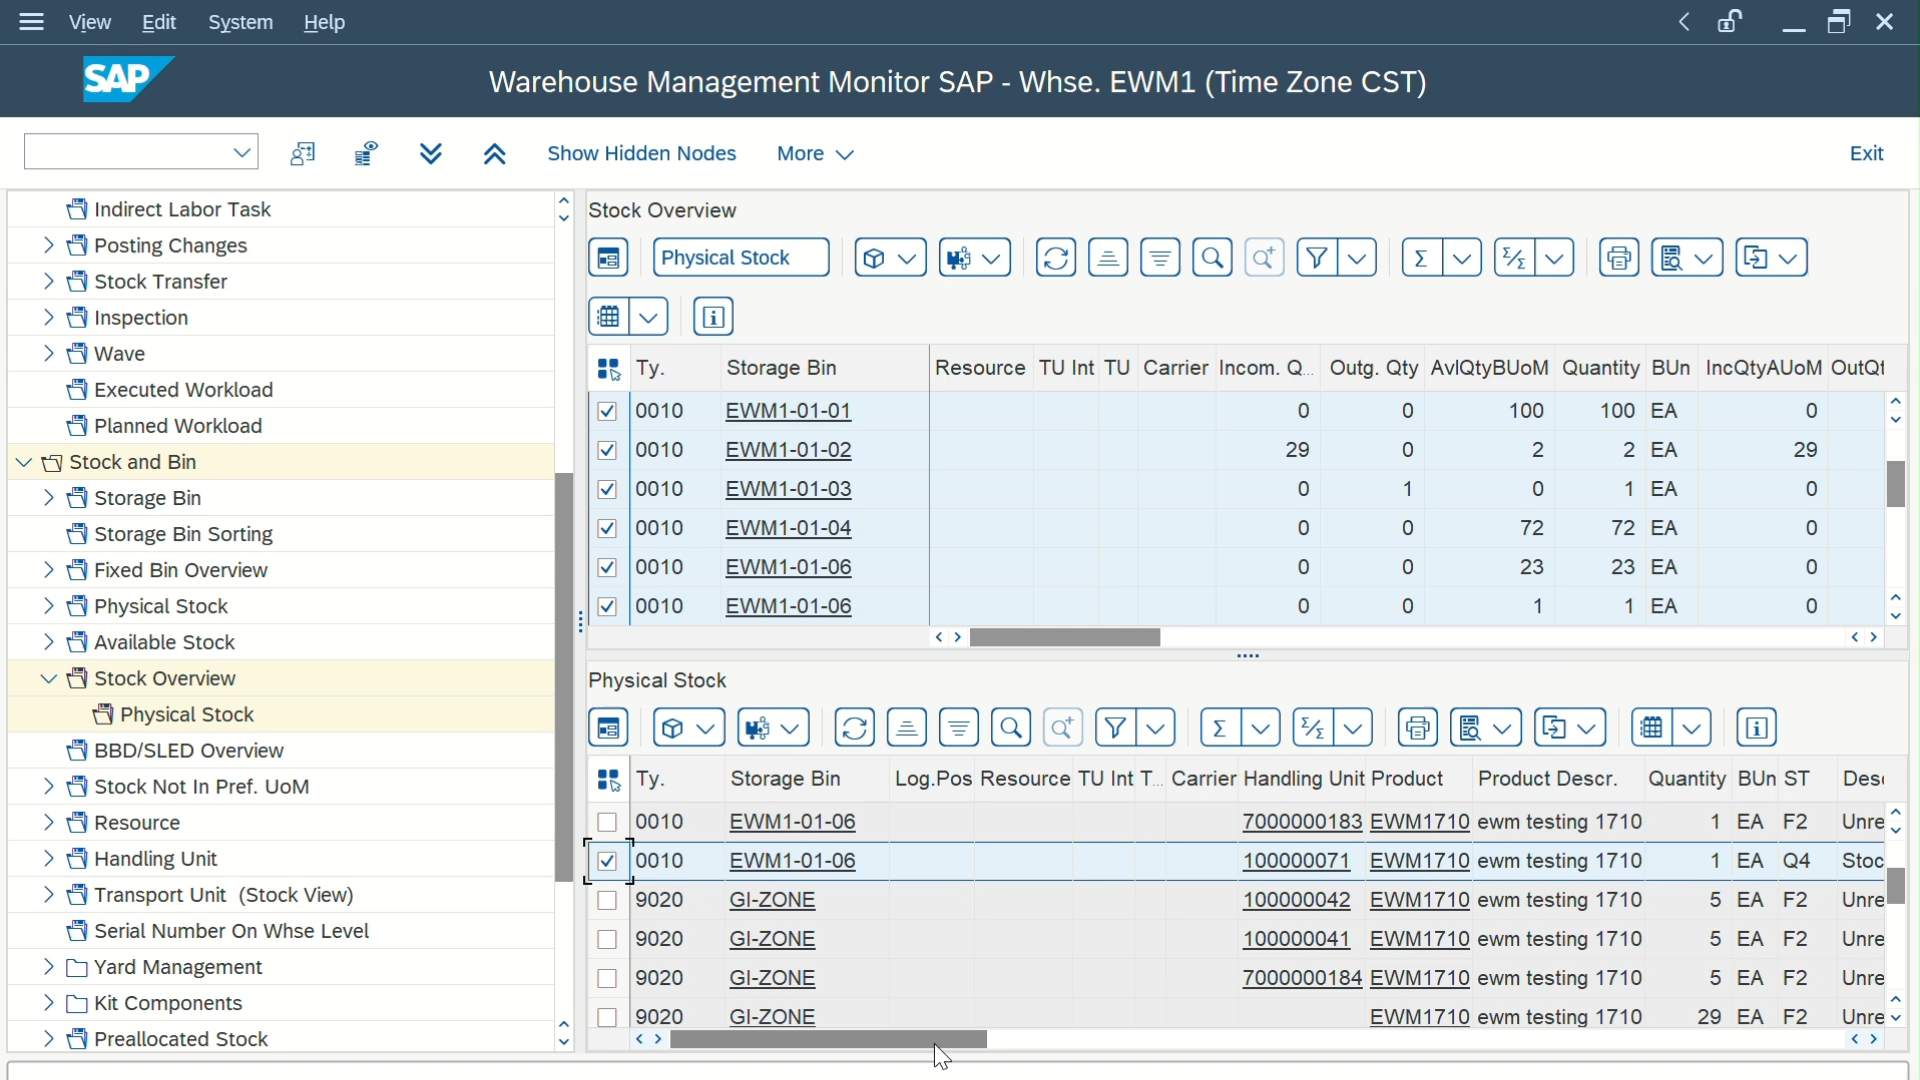 View Edit System Help
SAP
Warehouse Management Monitor SAP - Whse. EWM1 (Time Zone CST)
Show Hidden Nodes More Exit
Indirect Labor Task
Posting Changes
Stock Transfer
Inspection
Wave
Executed Workload
Planned Workload
Stock and Bin
Storage Bin
Storage Bin Sorting
Fixed Bin Overview
Physical Stock
Available Stock
Stock Overview
Physical Stock
BBD/SLED Overview
Stock Not In Pref. UoM
Resource
Handling Unit
Transport Unit (Stock View)
Serial Number On Whse Level
Yard Management
Kit Components
Preallocated Stock
Stock Overview
Physical Stock
Ty. Storage Bin Resource TU Int TU Carrier Incom. Q... Outg. Qty AvlQtyBUoM Quantity BUn IncQtyAUoM OutQt
0010 EWM1-01-01 0 0 100 100 EA 0
0010 EWM1-01-02 29 0 2 2 EA 29
0010 EWM1-01-03 0 1 0 1 EA 0
0010 EWM1-01-04 0 0 72 72 EA 0
0010 EWM1-01-06 0 0 23 23 EA 0
0010 EWM1-01-06 0 0 1 1 EA 0
Physical Stock
Ty. Storage Bin Log.Pos Resource TU Int T... Carrier Handling Unit Product Product Descr. Quantity BUn ST Desc
0010 EWM1-01-06 7000000183 EWM1710 ewm testing 1710 1 EA F2 Unre
0010 EWM1-01-06 100000071 EWM1710 ewm testing 1710 1 EA Q4 Stoc
9020 GI-ZONE 100000042 EWM1710 ewm testing 1710 5 EA F2 Unre
9020 GI-ZONE 100000041 EWM1710 ewm testing 1710 5 EA F2 Unre
9020 GI-ZONE 7000000184 EWM1710 ewm testing 1710 5 EA F2 Unre
9020 GI-ZONE EWM1710 ewm testing 1710 29 EA F2 Unre